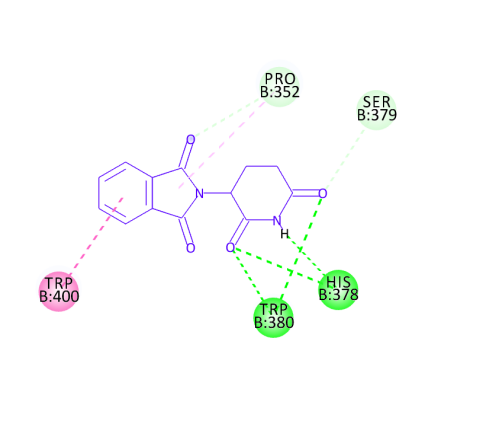 PRO
B:352
SER
B:379
O
O
N
N
H
O
O
TRP
B:400
HIS
B:378
TRP
B:380